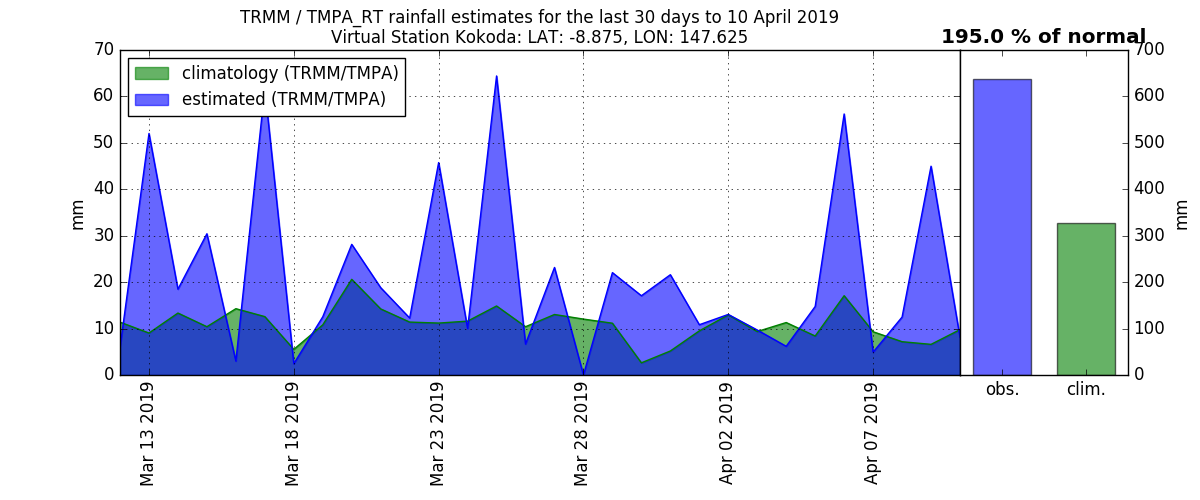 TRMM / TMPA_RT rainfall estimates for the last 30 days to 10 April 2019
Virtual Station Kokoda: LAT: -8.875, LON: 147.625
195.0 % of normal
climatology (TRMM/TMPA)
estimated (TRMM/TMPA)
70
60
50
40
30
20
10
0
mm
Mar 13 2019
Mar 18 2019
Mar 23 2019
Mar 28 2019
Apr 02 2019
Apr 07 2019
obs.
clim.
700
600
500
400
300
200
100
0
mm